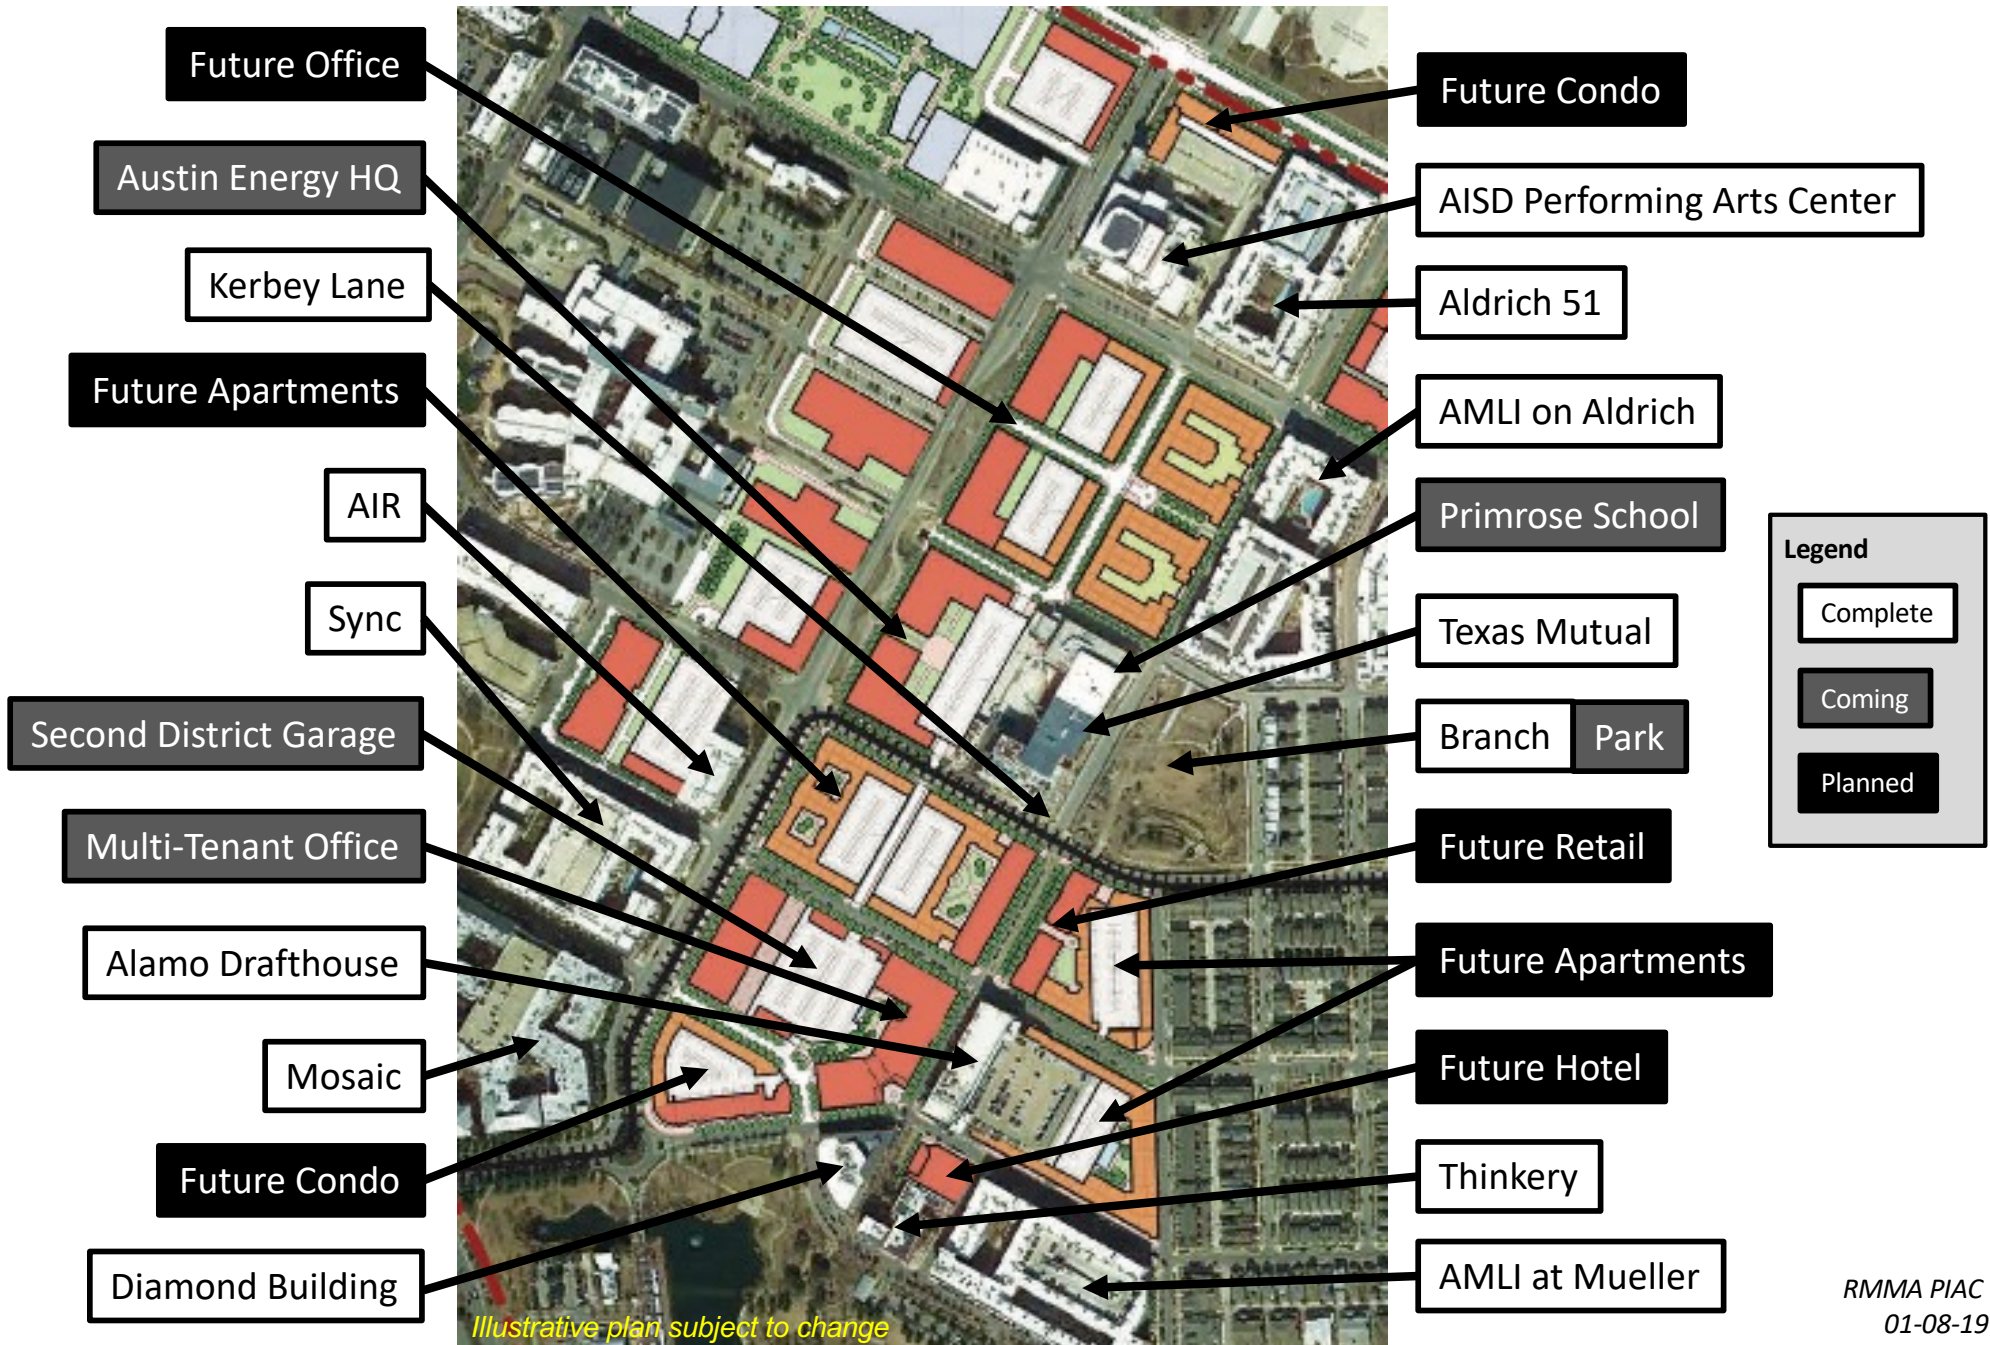 Future Office
Austin Energy HQ
Kerbey Lane
Future Apartments
AIR
Sync
Second District Garage
Multi-Tenant Office
Alamo Drafthouse
Mosaic
Future Condo
Diamond Building
Illustrative plan subject to change
Future Condo
AISD Performing Arts Center
Aldrich 51
AMLI on Aldrich
Primrose School
Texas Mutual
Branch Park
Future Retail
Future Apartments
Future Hotel
Thinkery
AMLI at Mueller
Legend
Complete
Coming
Planned
RMMA PIAC
01-08-19